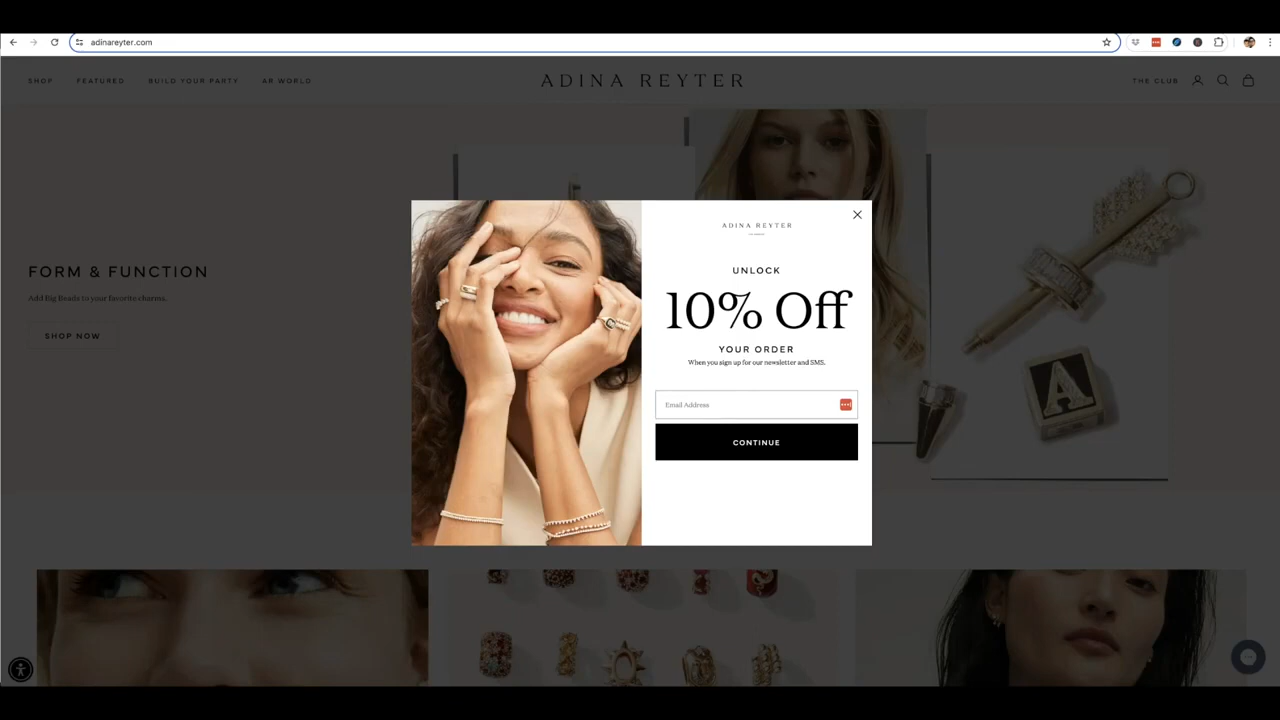 adinareyter.com
SHOP FEATURED BUILD YOUR PARTY AR WORLD
ADINA REYTER
THE CLUB
FORM & FUNCTION
Add Big Beads to your favorite charms.
SHOP NOW
A
ADINA REYTER
UNLOCK
10% Off
YOUR ORDER
When you sign up for our newsletter and SMS.
Email Address
CONTINUE